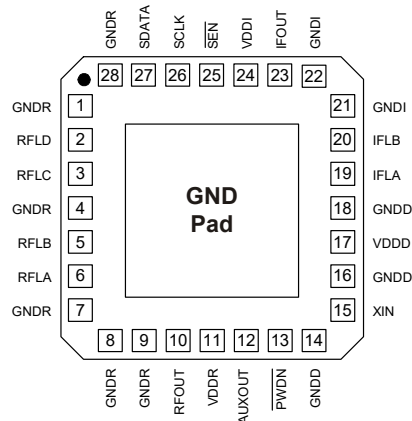 GNDR
SDATA
SCLK
SEN
VDDI
IFOUT
GNDI
28
27
26
25
24
23
22
GNDR 1
RFLD 2
RFLC 3
GNDR 4
RFLB 5
RFLA 6
GNDR 7
GND
Pad
21 GNDI
20 IFLB
19 IFLA
18 GNDD
17 VDDD
16 GNDD
15 XIN
8
9
10
11
12
13
14
GNDR
GNDR
RFOUT
VDDR
AUXOUT
PWDN
GNDD